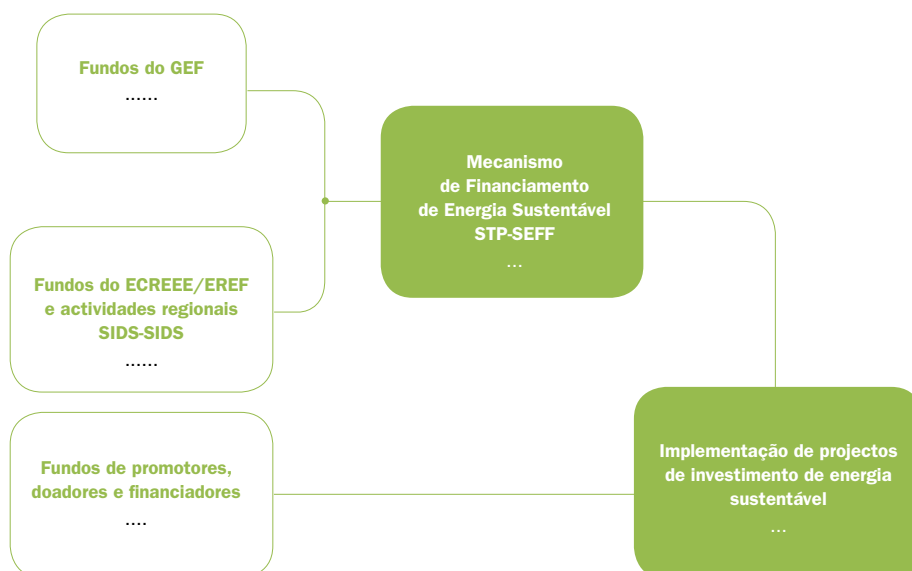 Fundos do GEF
......
Mecanismo
de Financiamento
de Energia Sustentável
STP-SEFF
...
Fundos do ECREEE/EREF
e actividades regionais
SIDS-SIDS
......
Fundos de promotores,
doadores e financiadores
....
Implementação de projectos
de investimento de energia
sustentável
...